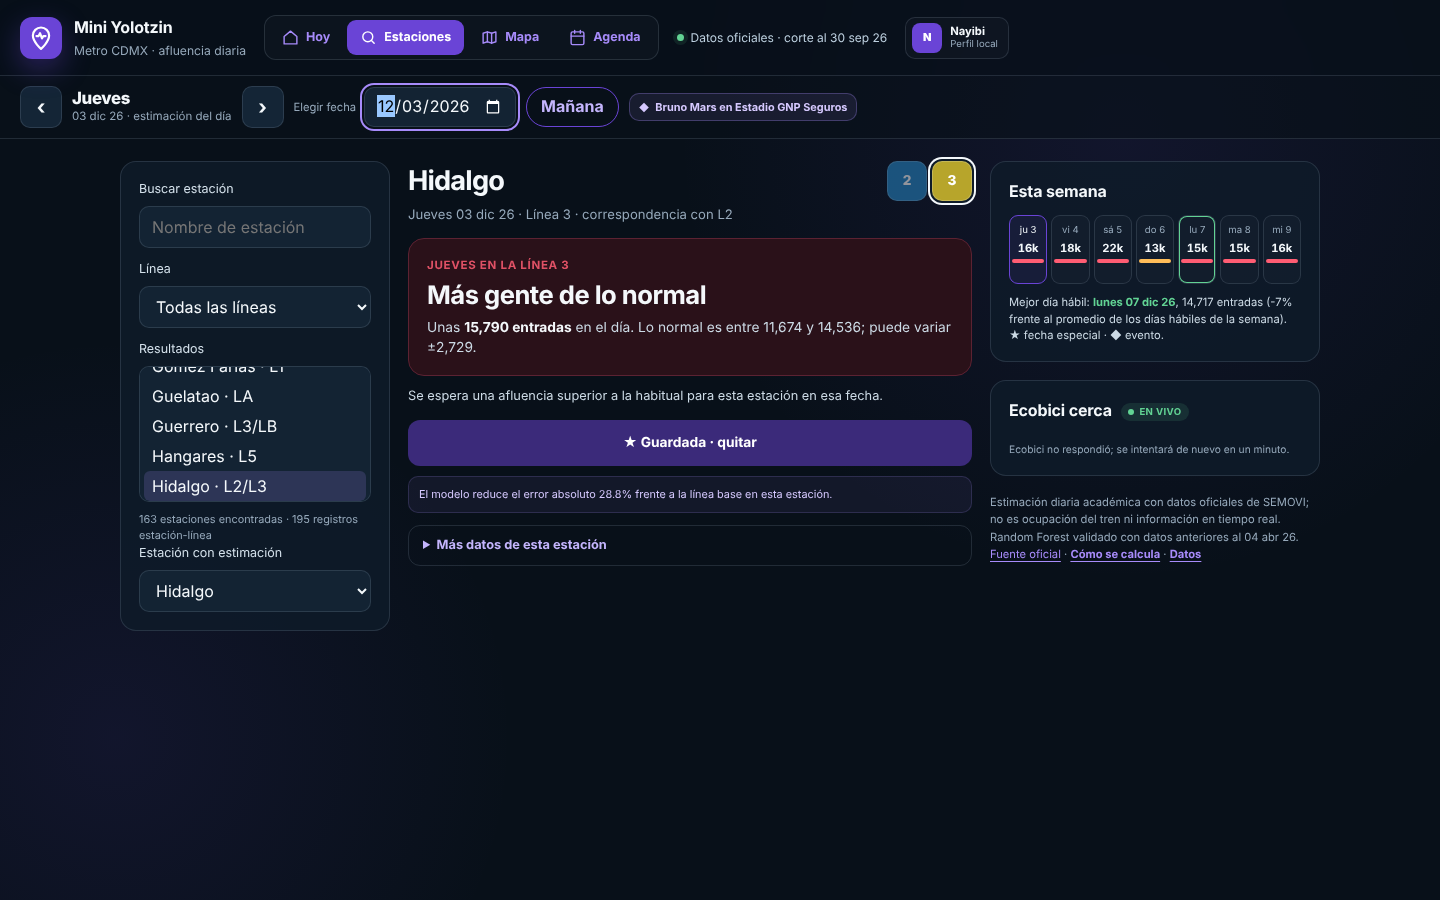 Mini Yolotzin
Metro CDMX · afluencia diaria
Hoy
Estaciones
Mapa
Agenda
Datos oficiales · corte al 30 sep 26
N
Nayibi
Perfil local
‹
Jueves
03 dic 26 · estimación del día
›
Elegir fecha
12/03/2026
Mañana
◆ Bruno Mars en Estadio GNP Seguros
Buscar estación
Nombre de estación
Línea
Todas las líneas
Resultados
Gómez Farías · L1
Guelatao · LA
Guerrero · L3/LB
Hangares · L5
Hidalgo · L2/L3
163 estaciones encontradas · 195 registros
estación-línea
Estación con estimación
Hidalgo
Hidalgo
2
3
Jueves 03 dic 26 · Línea 3 · correspondencia con L2
JUEVES EN LA LÍNEA 3
Más gente de lo normal
Unas 15,790 entradas en el día. Lo normal es entre 11,674 y 14,536; puede variar
±2,729.
Se espera una afluencia superior a la habitual para esta estación en esa fecha.
★ Guardada · quitar
El modelo reduce el error absoluto 28.8% frente a la línea base en esta estación.
▶ Más datos de esta estación
Esta semana
ju 3
16k
vi 4
18k
sá 5
22k
do 6
13k
lu 7
15k
ma 8
15k
mi 9
16k
Mejor día hábil: lunes 07 dic 26, 14,717 entradas (-7%
frente al promedio de los días hábiles de la semana).
★ fecha especial · ◆ evento.
Ecobici cerca
EN VIVO
Ecobici no respondió; se intentará de nuevo en un minuto.
Estimación diaria académica con datos oficiales de SEMOVI;
no es ocupación del tren ni información en tiempo real.
Random Forest validado con datos anteriores al 04 abr 26.
Fuente oficial · Cómo se calcula · Datos